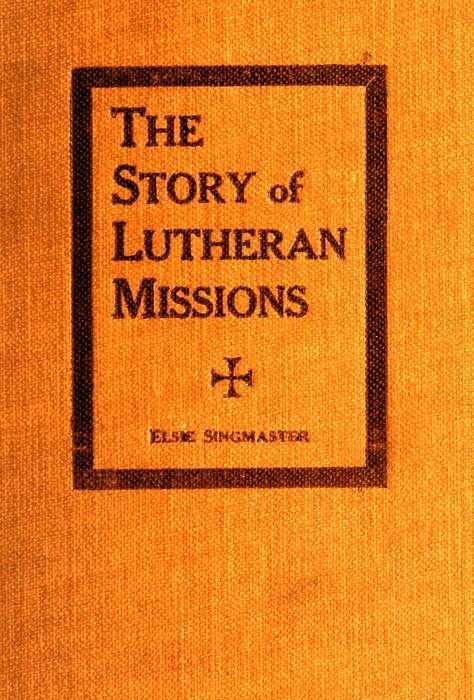 THE
STORY of
LUTHERAN
MISSIONS
ELSIE SINGMASTER